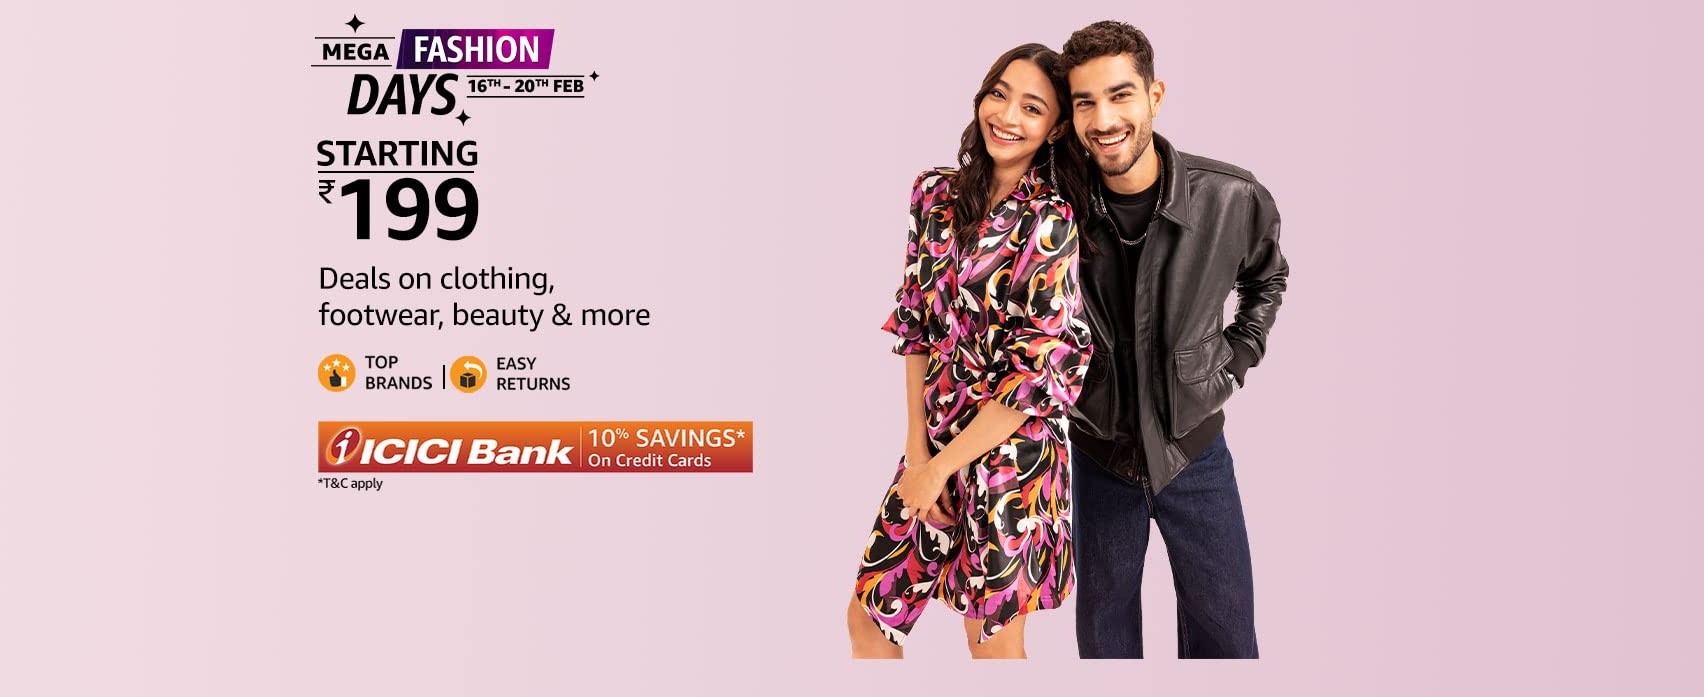 MEGA FASHION
DAYS 16TH - 20TH FEB
STARTING
₹199
Deals on clothing,
footwear, beauty & more
TOP BRANDS | EASY RETURNS
i ICICI Bank 10% SAVINGS*
On Credit Cards
*T&C apply